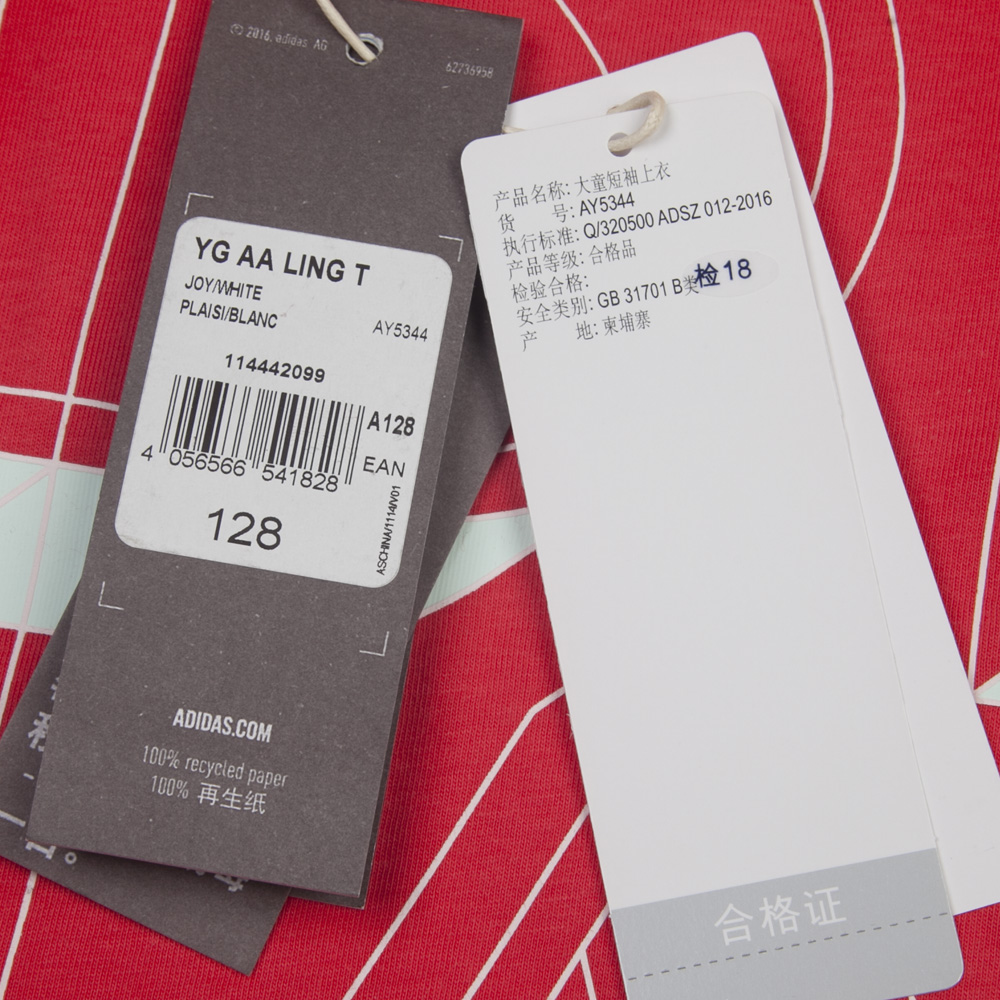 © 2016, adidas AG
62736958
YG AA LING T
JOY/WHITE
PLAISI/BLANC
AY5344
114442099
A128
4 056566 541828
EAN
128
ASCHINA/1114/V01
ADIDAS.COM
100% recycled paper
100% 再生纸
产品名称: 大童短袖上衣
货 号: AY5344
执行标准: Q/320500 ADSZ 012-2016
产品等级: 合格品
检验合格: 检18
安全类别: GB 31701 B类
产 地: 柬埔寨
合格证